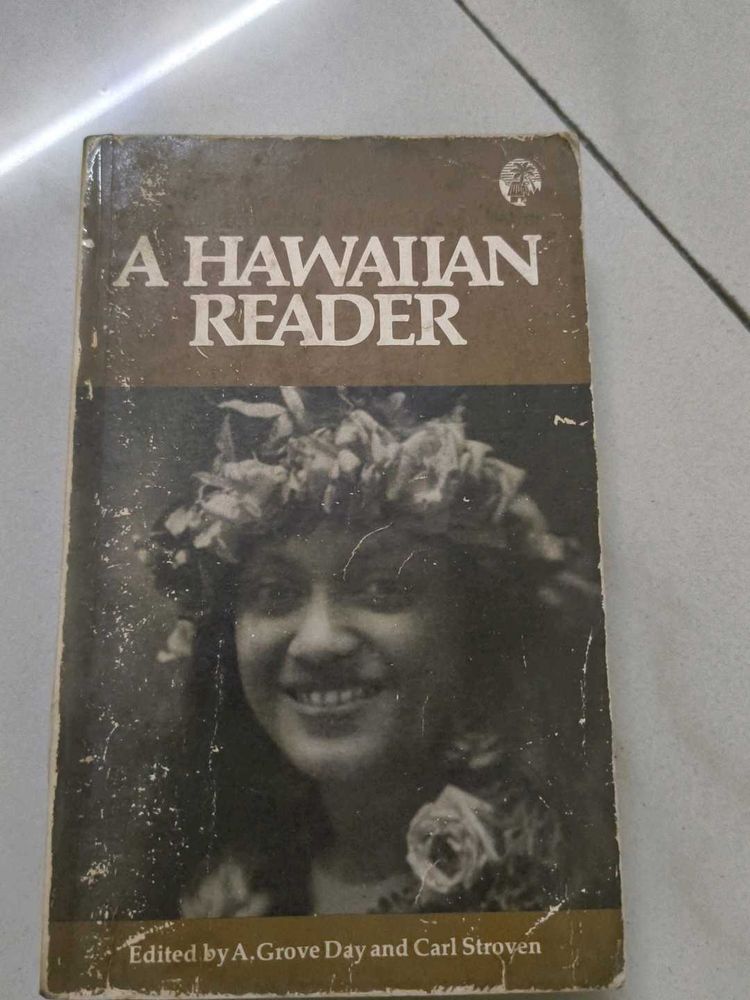 A HAWAIIAN
READER
Edited by A. Grove Day and Carl Stroven